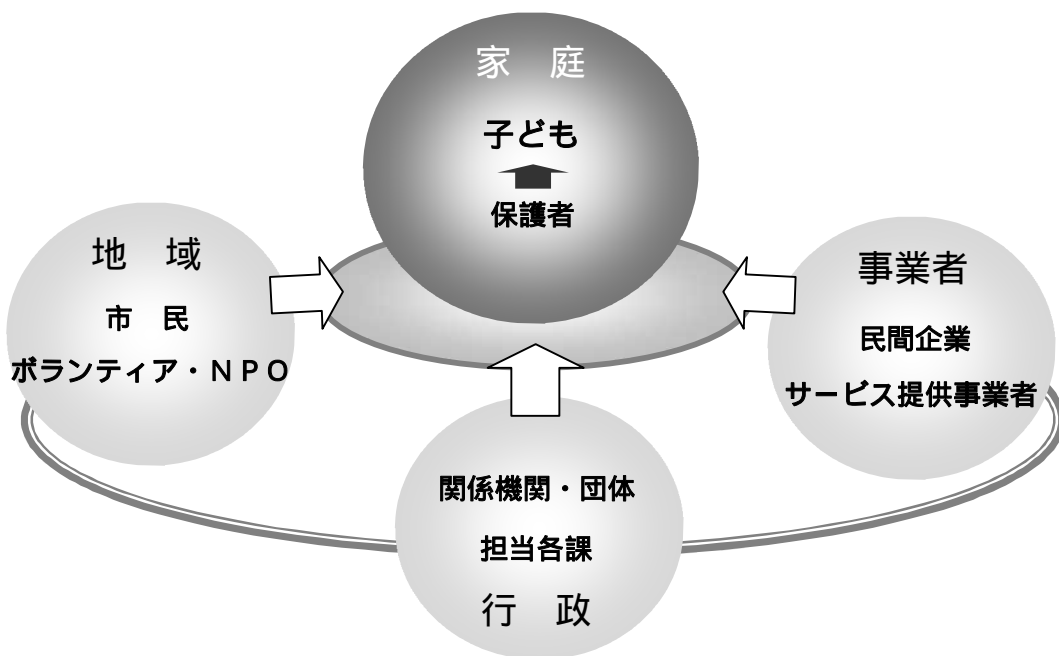 家　庭
子ども
保護者
地　域
市　民
ボランティア・ＮＰＯ
事業者
民間企業
サービス提供事業者
関係機関・団体
担当各課
行　政